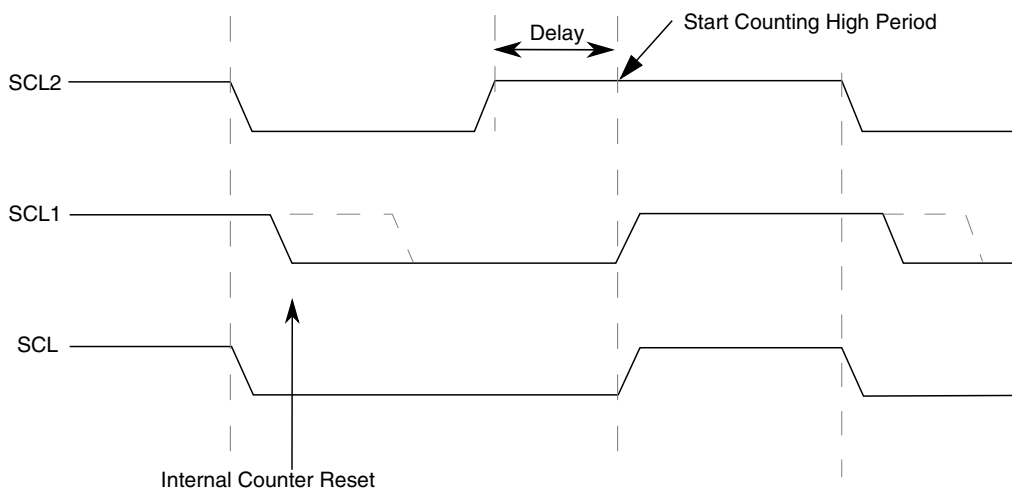 Start Counting High Period
Delay
SCL2
SCL1
SCL
Internal Counter Reset